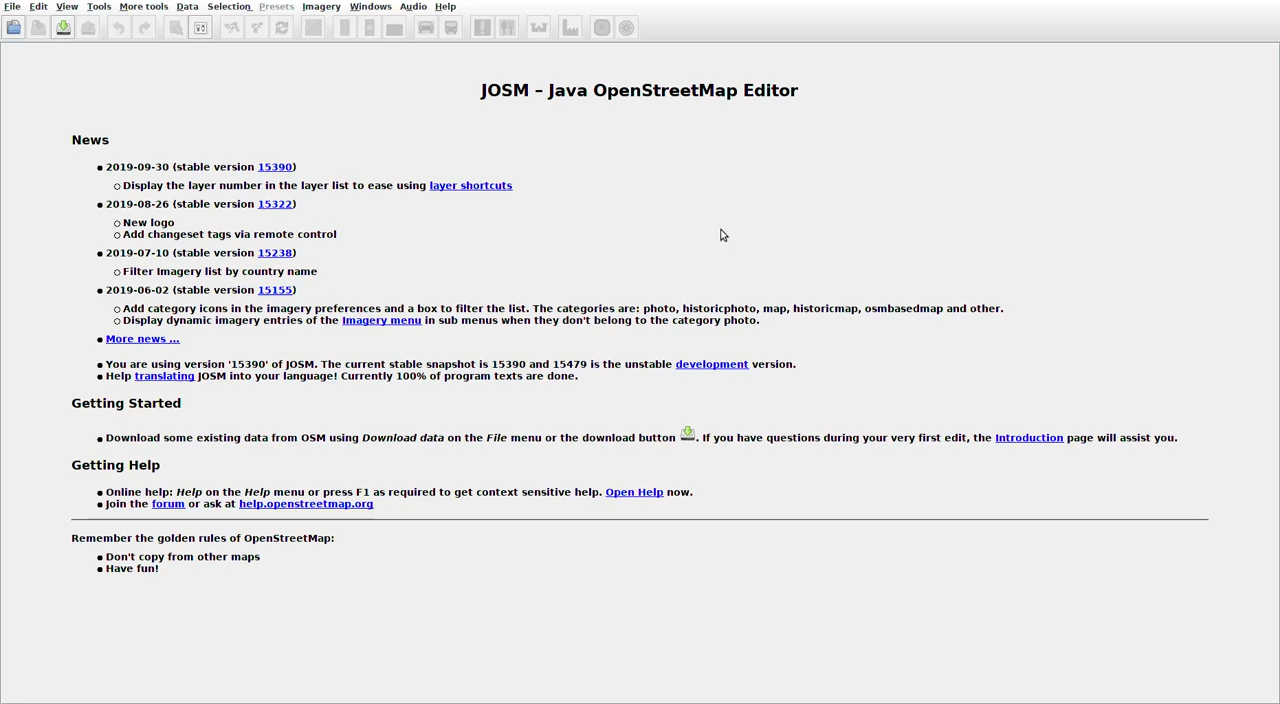 File Edit View Tools More tools Data Selection Presets Imagery Windows Audio Help
JOSM – Java OpenStreetMap Editor
News
2019-09-30 (stable version 15390)
Display the layer number in the layer list to ease using layer shortcuts
2019-08-26 (stable version 15322)
New logo
Add changeset tags via remote control
2019-07-10 (stable version 15238)
Filter Imagery list by country name
2019-06-02 (stable version 15155)
Add category icons in the imagery preferences and a box to filter the list. The categories are: photo, historicphoto, map, historicmap, osmbasedmap and other.
Display dynamic imagery entries of the Imagery menu in sub menus when they don't belong to the category photo.
More news ...
You are using version '15390' of JOSM. The current stable snapshot is 15390 and 15479 is the unstable development version.
Help translating JOSM into your language! Currently 100% of program texts are done.
Getting Started
Download some existing data from OSM using Download data on the File menu or the download button . If you have questions during your very first edit, the Introduction page will assist you.
Getting Help
Online help: Help on the Help menu or press F1 as required to get context sensitive help. Open Help now.
Join the forum or ask at help.openstreetmap.org
Remember the golden rules of OpenStreetMap:
Don't copy from other maps
Have fun!